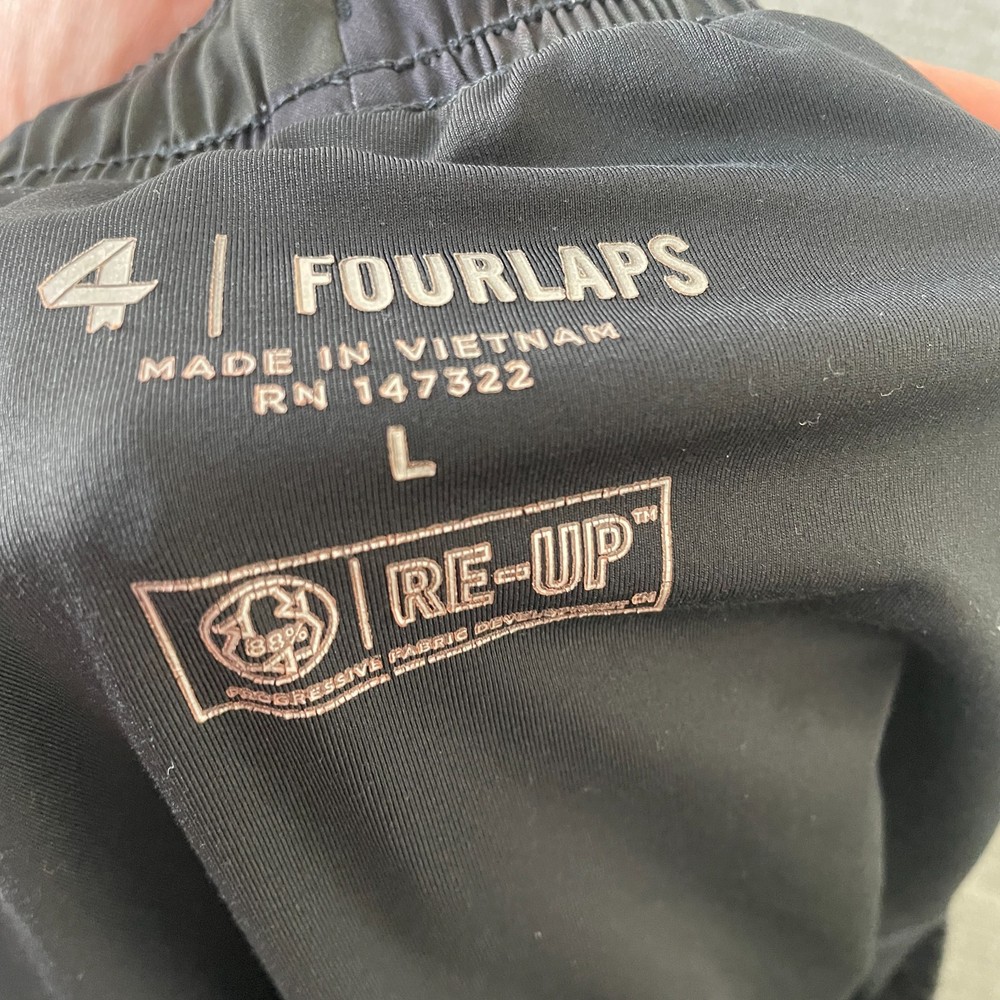 4 | FOURLAPS
MADE IN VIETNAM
RN 147322
L
88% | RE-UP™
PROGRESSIVE FABRIC DEVELOPMENT